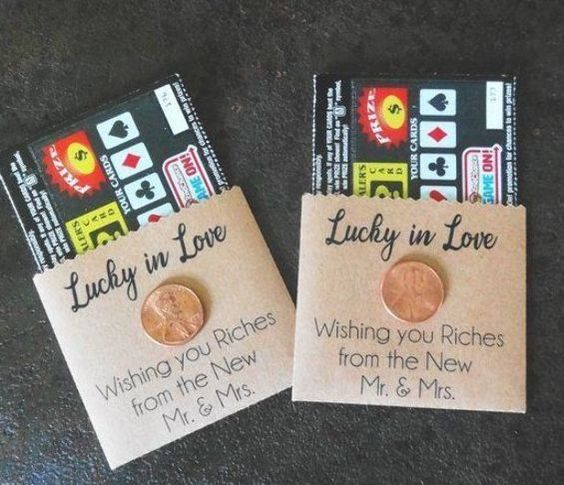 PRIZE
$
YOUR CARDS
GAME ON!
Lucky in Love
Wishing you Riches
from the New
Mr. & Mrs.
PRIZE
$
YOUR CARDS
CARD
GAME ON!
Lucky in Love
Wishing you Riches
from the New
Mr. & Mrs.